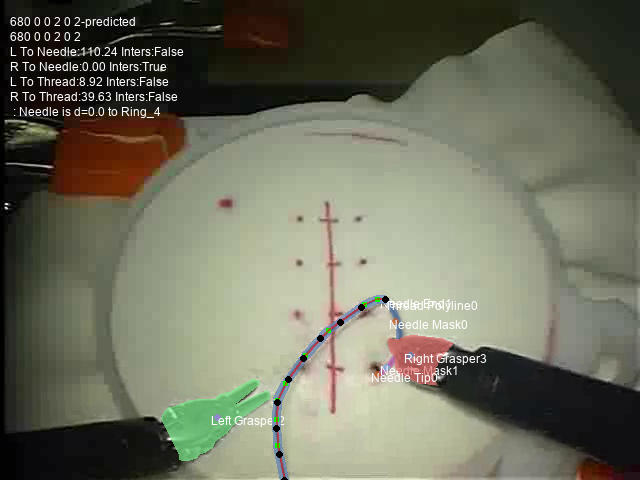 680 0 0 2 0 2-predicted
680 0 0 2 0 2
L To Needle:110.24 Inters:False
R To Needle:0.00 Inters:True
L To Thread:8.92 Inters:False
R To Thread:39.63 Inters:False
: Needle is d=0.0 to Ring_4
Thread Polyline0
Needle Mask0
Right Grasper3
Needle Mask1
Needle Tip0
Left Grasper2